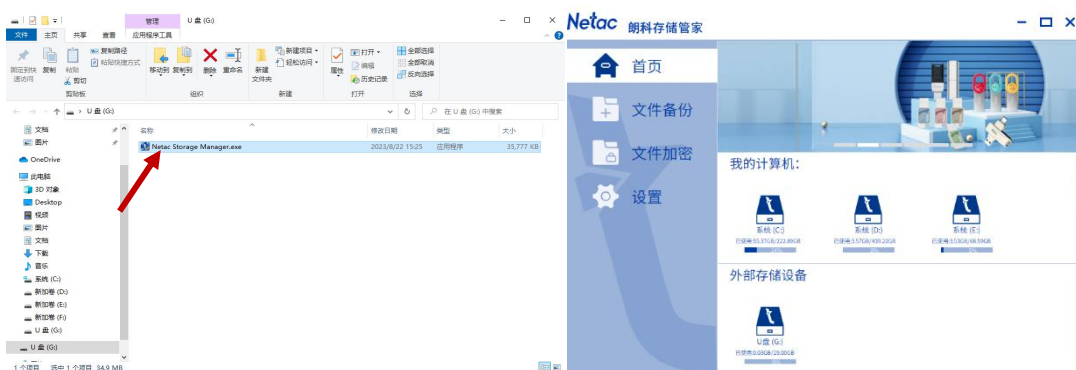 管理
U 盘 (G:)
文件
主页
共享
查看
应用程序工具
固定到快速访问
复制
粘贴
复制路径
粘贴快捷方式
剪切
剪贴板
移动到
复制到
删除
重命名
组织
新建文件夹
新建项目
轻松访问
新建
属性
打开
编辑
历史记录
打开
全部选择
全部取消
反向选择
选择
U 盘 (G:)
在 U 盘 (G:) 中搜索
文档
图片
OneDrive
此电脑
3D 对象
Desktop
视频
图片
文档
下载
音乐
系统 (C:)
新加卷 (D:)
新加卷 (E:)
新加卷 (F:)
U 盘 (G:)
U 盘 (G:)
名称
修改日期
类型
大小
Netac Storage Manager.exe
2023/8/22 15:25
应用程序
35,777 KB
1 个项目
选中 1 个项目 34.9 MB
Netac 朗科存储管家
首页
文件备份
文件加密
设置
我的计算机：
系统 (C:)
系统 (D:)
系统 (E:)
外部存储设备
U盘 (G:)
已使用:0.03GB/29.00GB